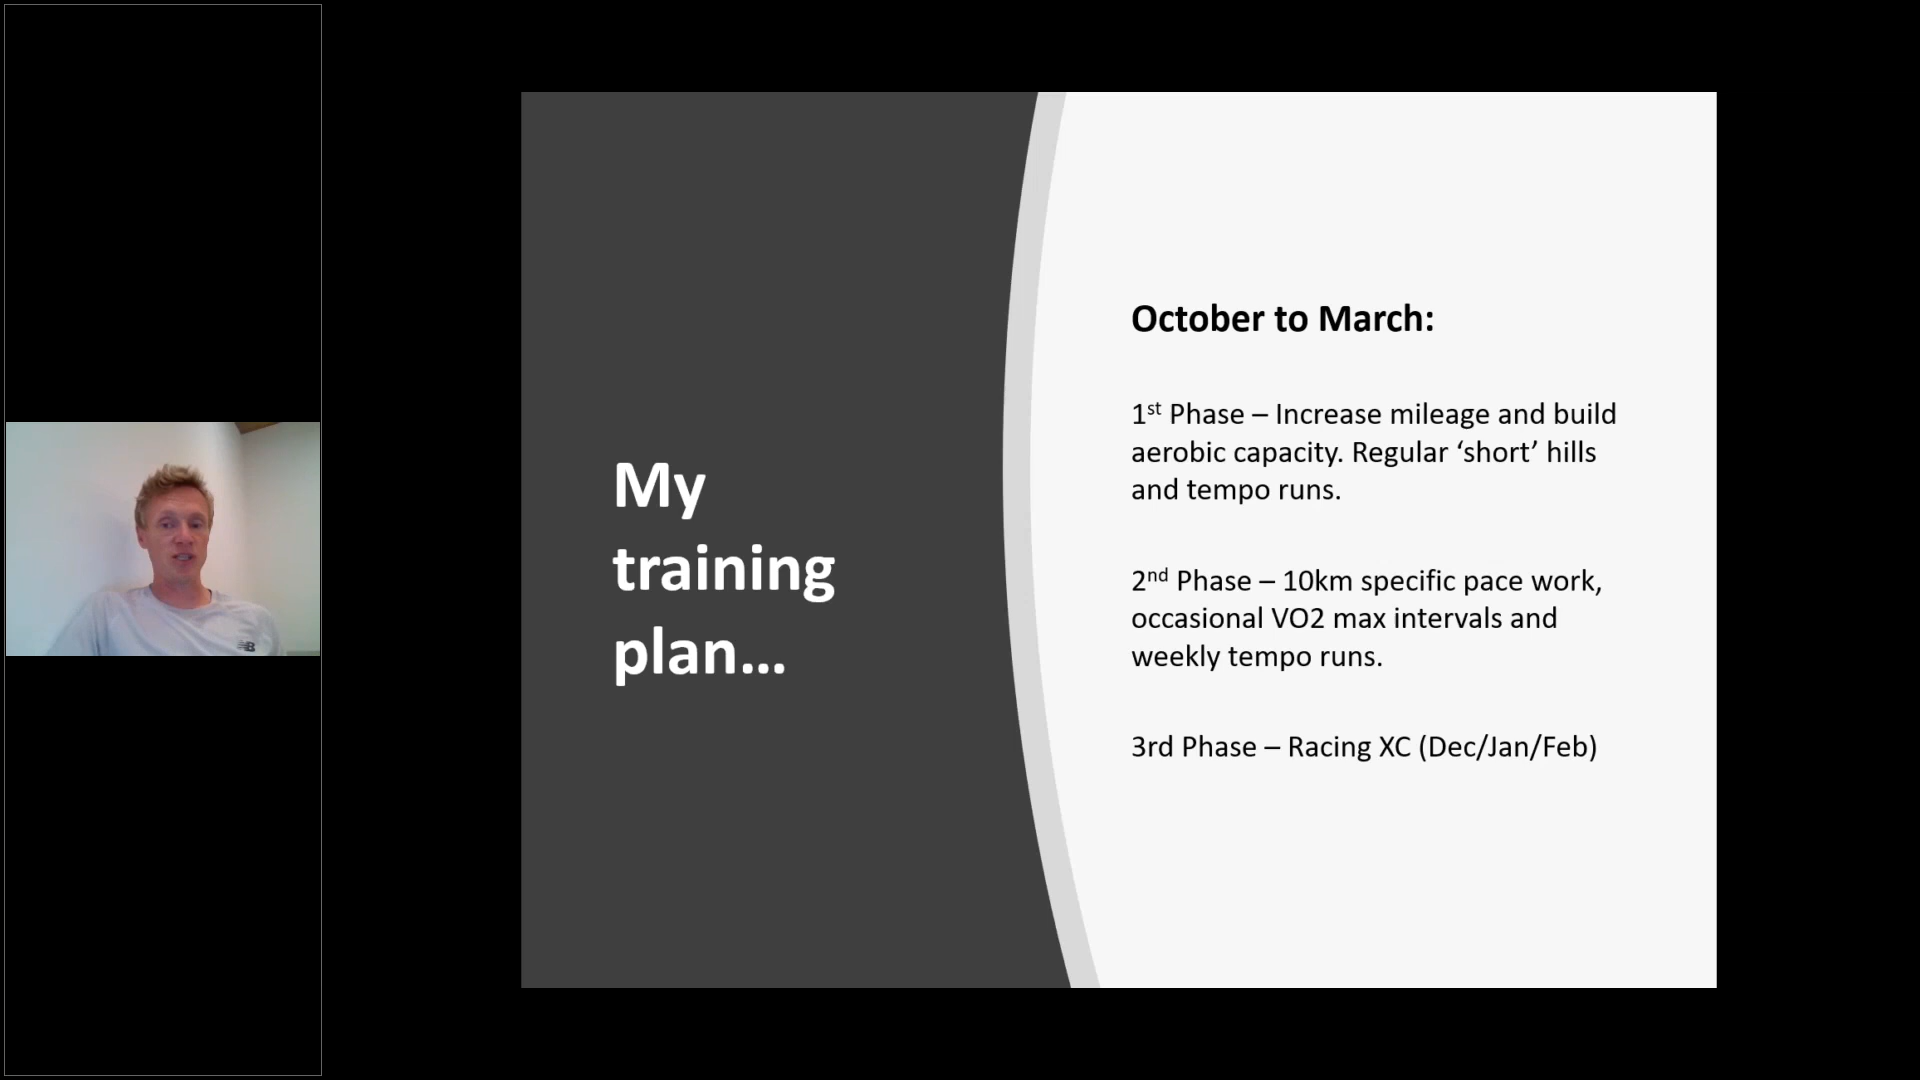 My
training
plan...
October to March:
1st Phase – Increase mileage and build
aerobic capacity. Regular ‘short’ hills
and tempo runs.
2nd Phase – 10km specific pace work,
occasional VO2 max intervals and
weekly tempo runs.
3rd Phase – Racing XC (Dec/Jan/Feb)